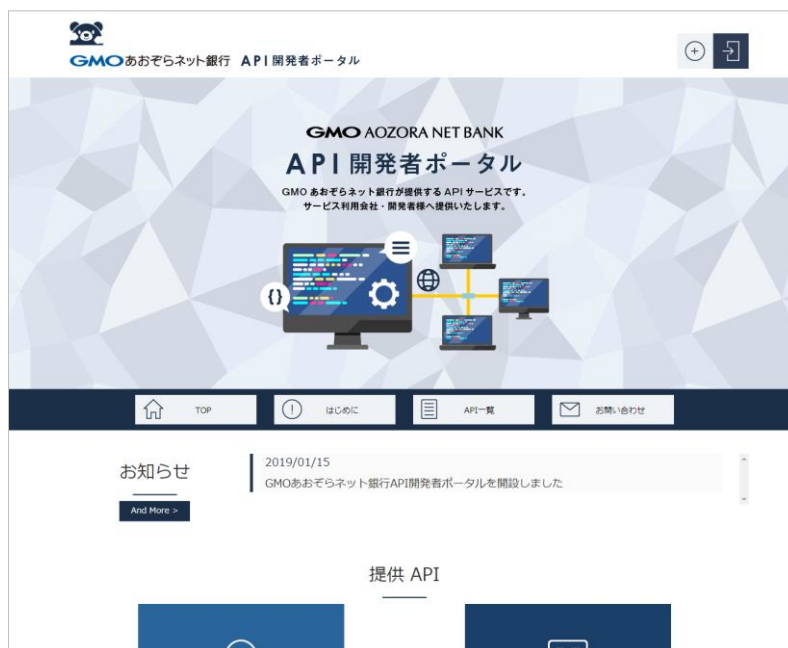 GMOあおぞらネット銀行 API開発者ポータル
GMO AOZORA NET BANK
API開発者ポータル
GMO あおぞらネット銀行が提供する API サービスです。
サービス利用会社・開発者様へ提供いたします。
{}
TOP
はじめに
API一覧
お問い合わせ
お知らせ
2019/01/15
GMOあおぞらネット銀行API開発者ポータルを開設しました
And More >
提供 API